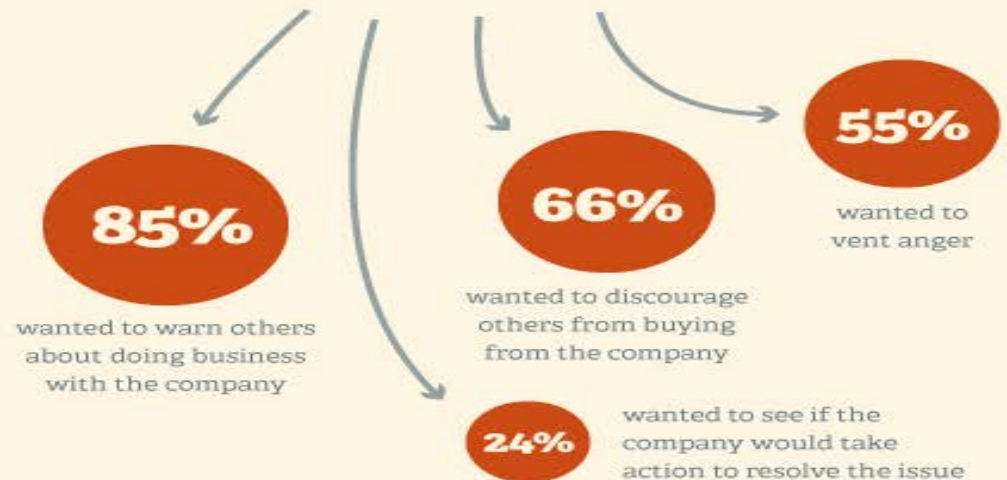 85%
wanted to warn others
about doing business
with the company
66%
wanted to discourage
others from buying
from the company
55%
wanted to
vent anger
24%
wanted to see if the
company would take
action to resolve the issue